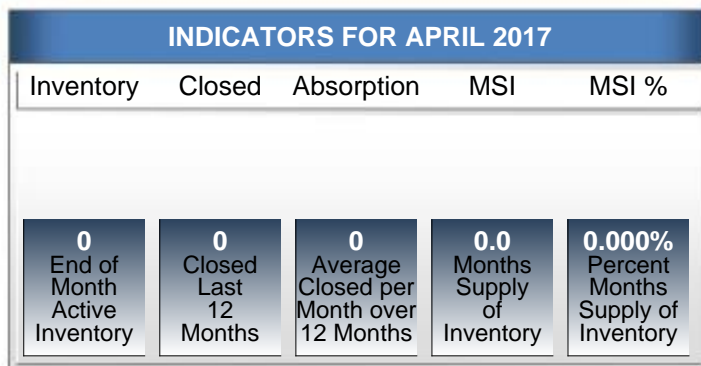 INDICATORS FOR APRIL 2017
Inventory Closed Absorption MSI MSI %
0
End of
Month
Active
Inventory
0
Closed
Last
12
Months
0
Average
Closed per
Month over
12 Months
0.0
Months
Supply
of
Inventory
0.000%
Percent
Months
Supply of
Inventory